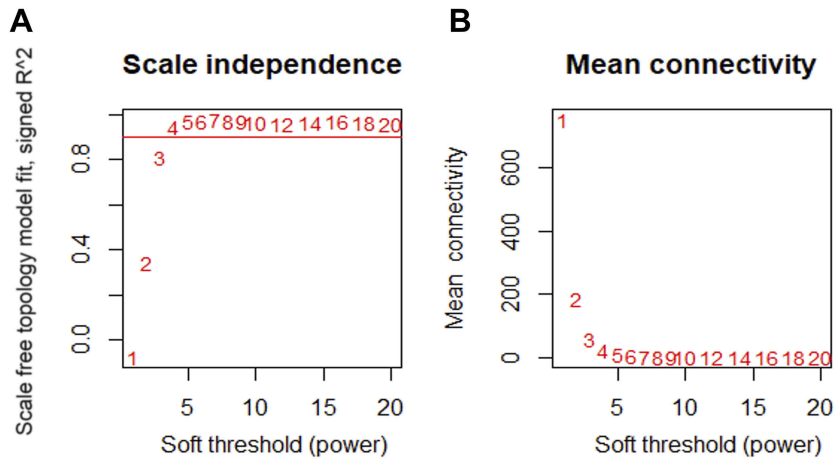 A
B
Scale independence
Mean connectivity
Scale free topology model fit, signed R^2
0.8
0.4
0.0
1
2
3
4 5 6 7 8 9 10 12 14 16 18 20
5 10 15 20
Soft threshold (power)
Mean connectivity
600
400
200
0
1
2
3
4 5 6 7 8 9 10 12 14 16 18 20
5 10 15 20
Soft threshold (power)